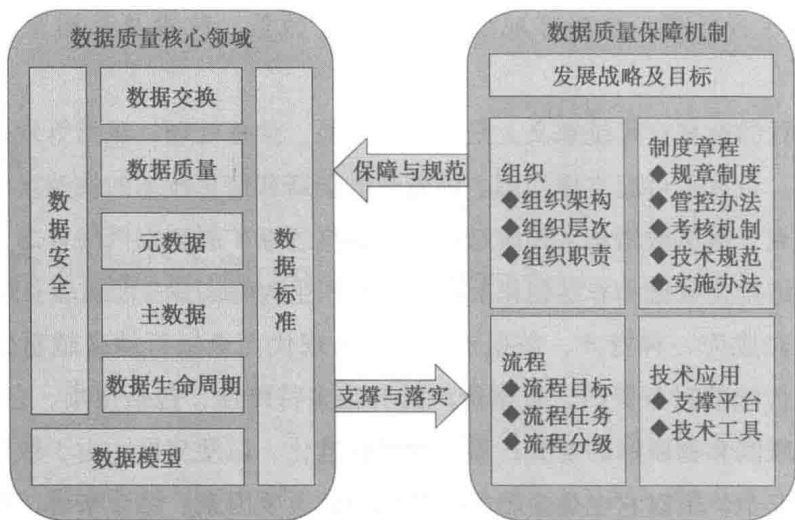 数据质量核心领域
数据安全
数据交换
数据质量
元数据
主数据
数据生命周期
数据标准
数据模型
保障与规范
支撑与落实
数据质量保障机制
发展战略及目标
组织
◆组织架构
◆组织层次
◆组织职责
制度章程
◆规章制度
◆管控办法
◆考核机制
◆技术规范
◆实施办法
流程
◆流程目标
◆流程任务
◆流程分级
技术应用
◆支撑平台
◆技术工具